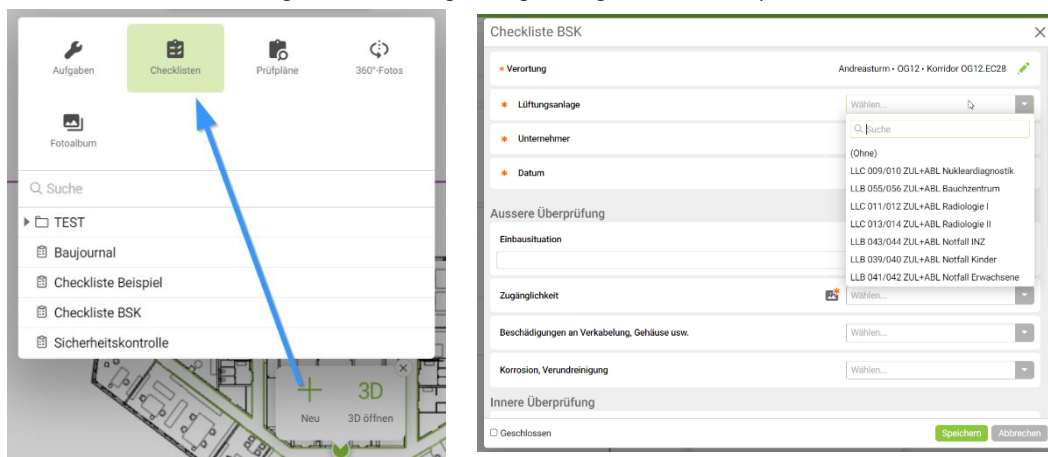 Aufgaben
Checklisten
Prüfpläne
360°-Fotos
Fotoalbum
Suche
TEST
Baujournal
Checkliste Beispiel
Checkliste BSK
Sicherheitskontrolle
Neu
3D
3D öffnen
Checkliste BSK
* Verortung Andreasturm • OG12 • Korridor OG12.EC28
* Lüftungsanlage Wählen...
Suche
* Unternehmer
(Ohne)
LLC 009/010 ZUL+ABL Nukleardiagnostik
* Datum
LLB 055/056 ZUL+ABL Bauchzentrum
LLC 011/012 ZUL+ABL Radiologie I
Aussere Überprüfung
LLC 013/014 ZUL+ABL Radiologie II
Einbausituation
LLB 043/044 ZUL+ABL Notfall INZ
LLB 039/040 ZUL+ABL Notfall Kinder
LLB 041/042 ZUL+ABL Notfall Erwachsene
Zugänglichkeit Wählen...
Beschädigungen an Verkabelung, Gehäuse usw. Wählen...
Korrosion, Verundreinigung Wählen...
Innere Überprüfung
Geschlossen Speichern Abbrechen